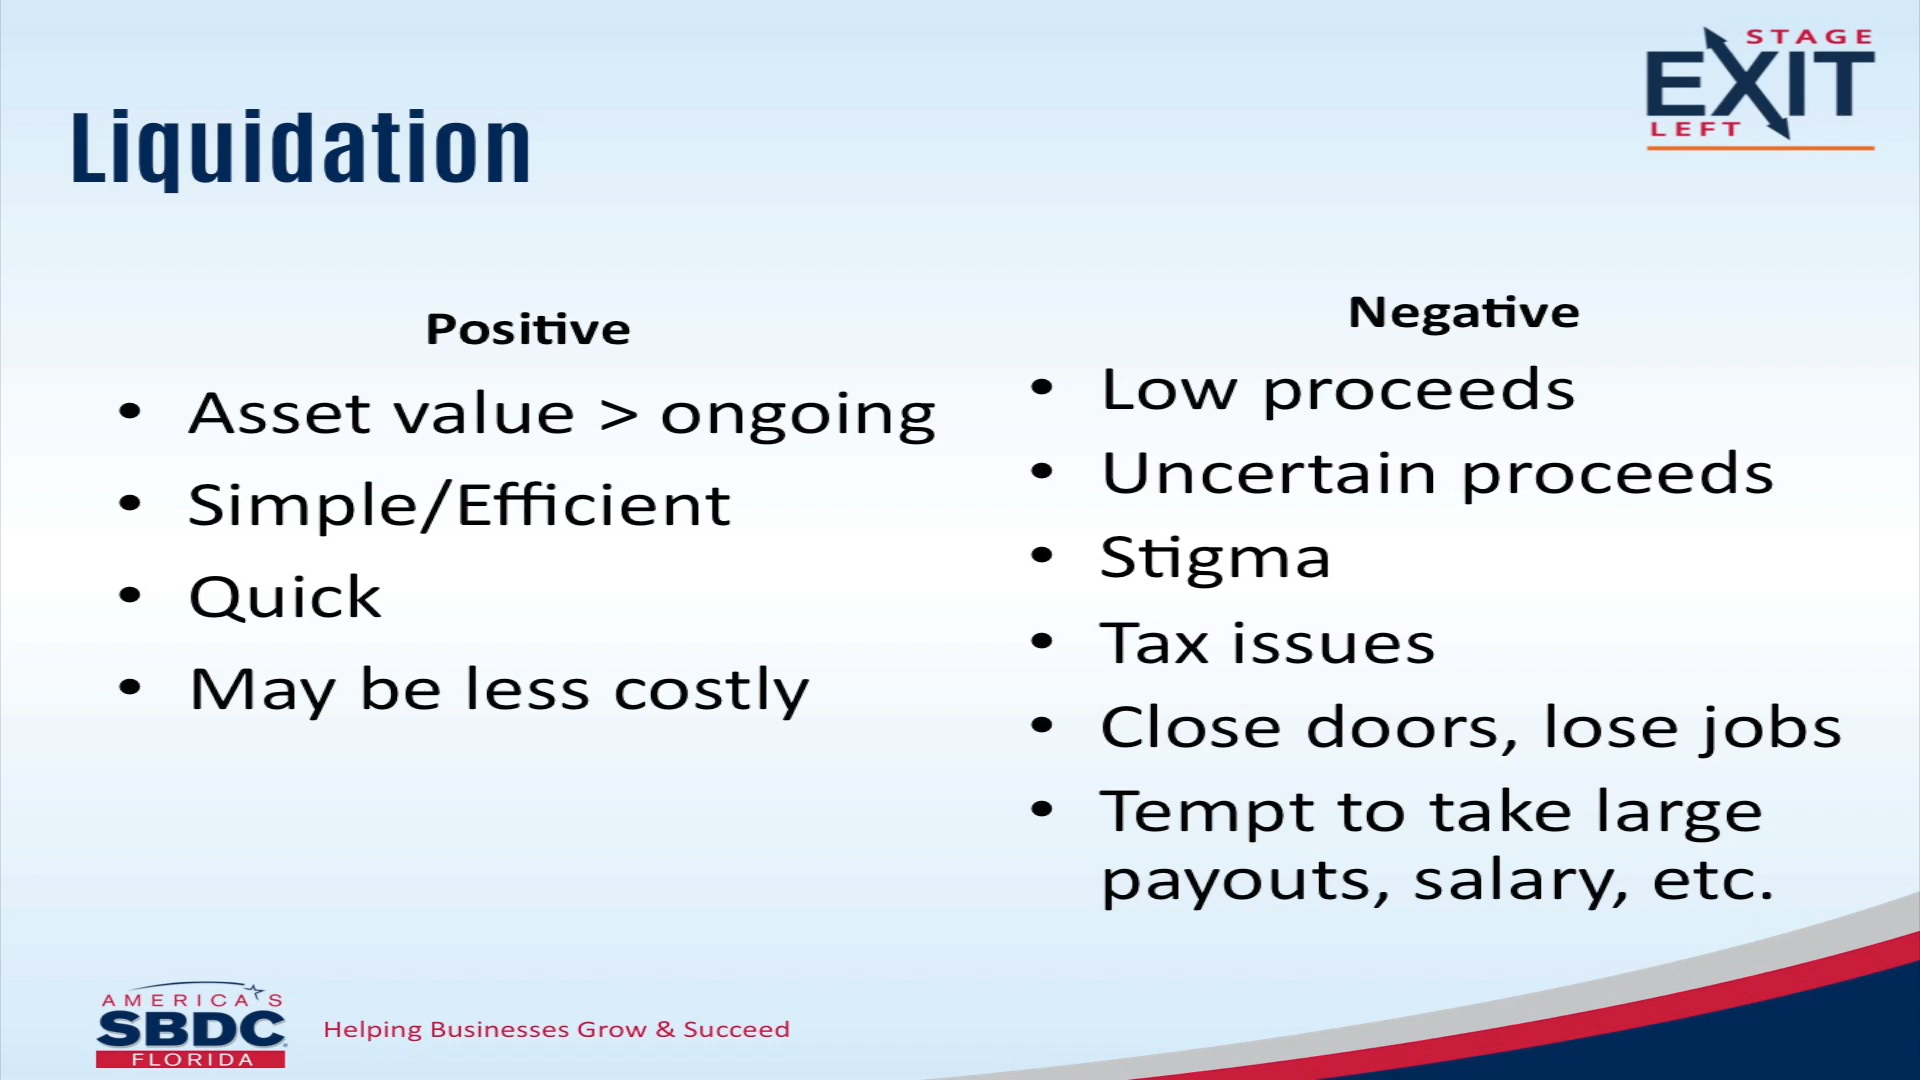 STAGE
EXIT
LEFT
Liquidation
Positive
• Asset value > ongoing
• Simple/Efficient
• Quick
• May be less costly
Negative
• Low proceeds
• Uncertain proceeds
• Stigma
• Tax issues
• Close doors, lose jobs
• Tempt to take large
payouts, salary, etc.
AMERICA'S
SBDC
FLORIDA
Helping Businesses Grow & Succeed